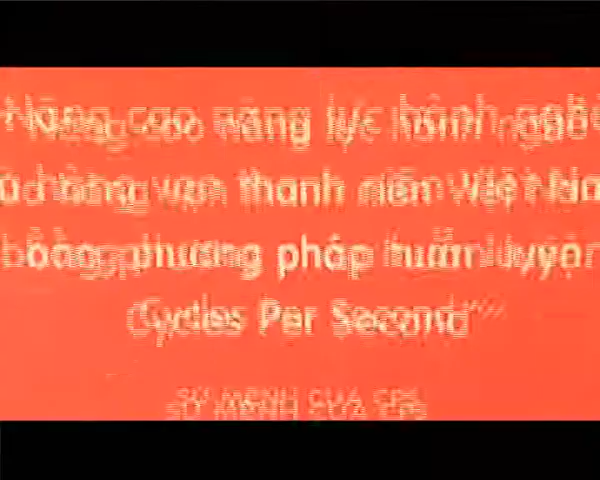 "Nâng cao năng lực hành nghề
hàng vạn thanh niên Việt Nam
bằng phương pháp huấn luyện
Cycles Per Second"
SỨ MỆNH CỦA CPS